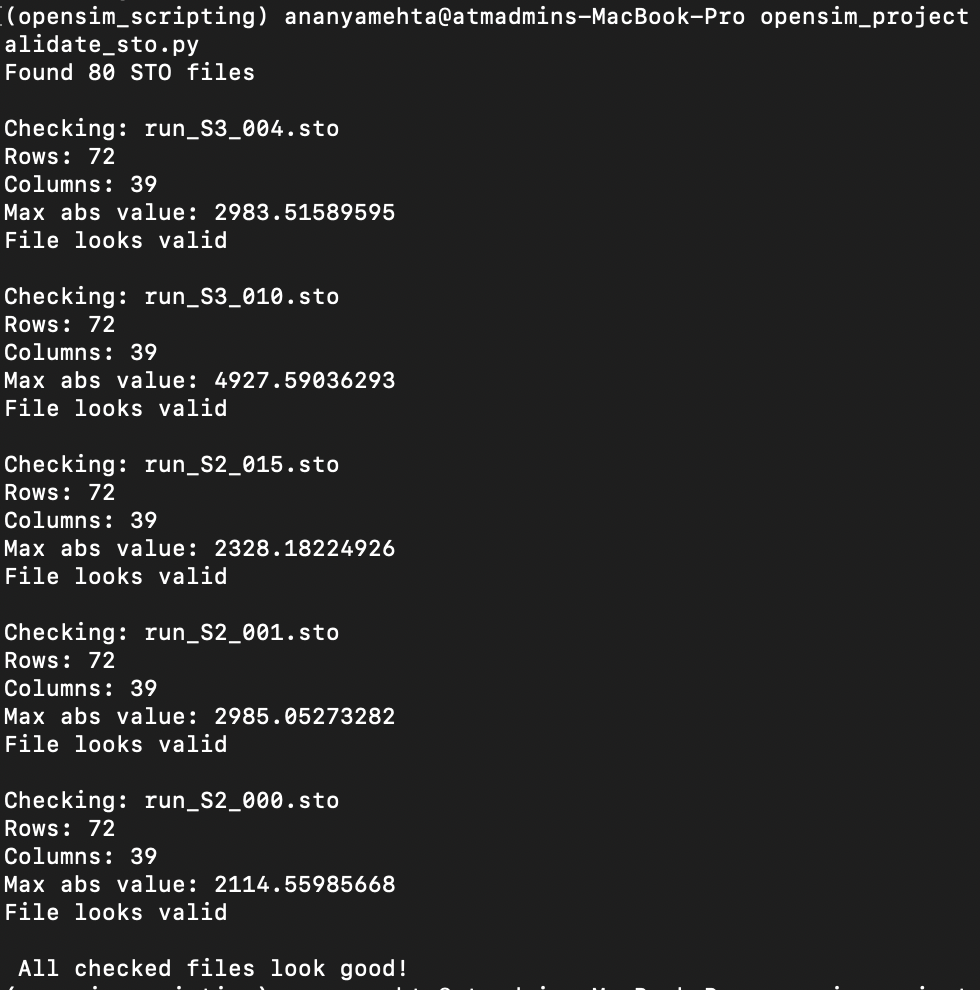 (opensim_scripting) ananyamehta@atmadmins-MacBook-Pro opensim_project
alidate_sto.py
Found 80 STO files
Checking: run_S3_004.sto
Rows: 72
Columns: 39
Max abs value: 2983.51589595
File looks valid
Checking: run_S3_010.sto
Rows: 72
Columns: 39
Max abs value: 4927.59036293
File looks valid
Checking: run_S2_015.sto
Rows: 72
Columns: 39
Max abs value: 2328.18224926
File looks valid
Checking: run_S2_001.sto
Rows: 72
Columns: 39
Max abs value: 2985.05273282
File looks valid
Checking: run_S2_000.sto
Rows: 72
Columns: 39
Max abs value: 2114.55985668
File looks valid
All checked files look good!